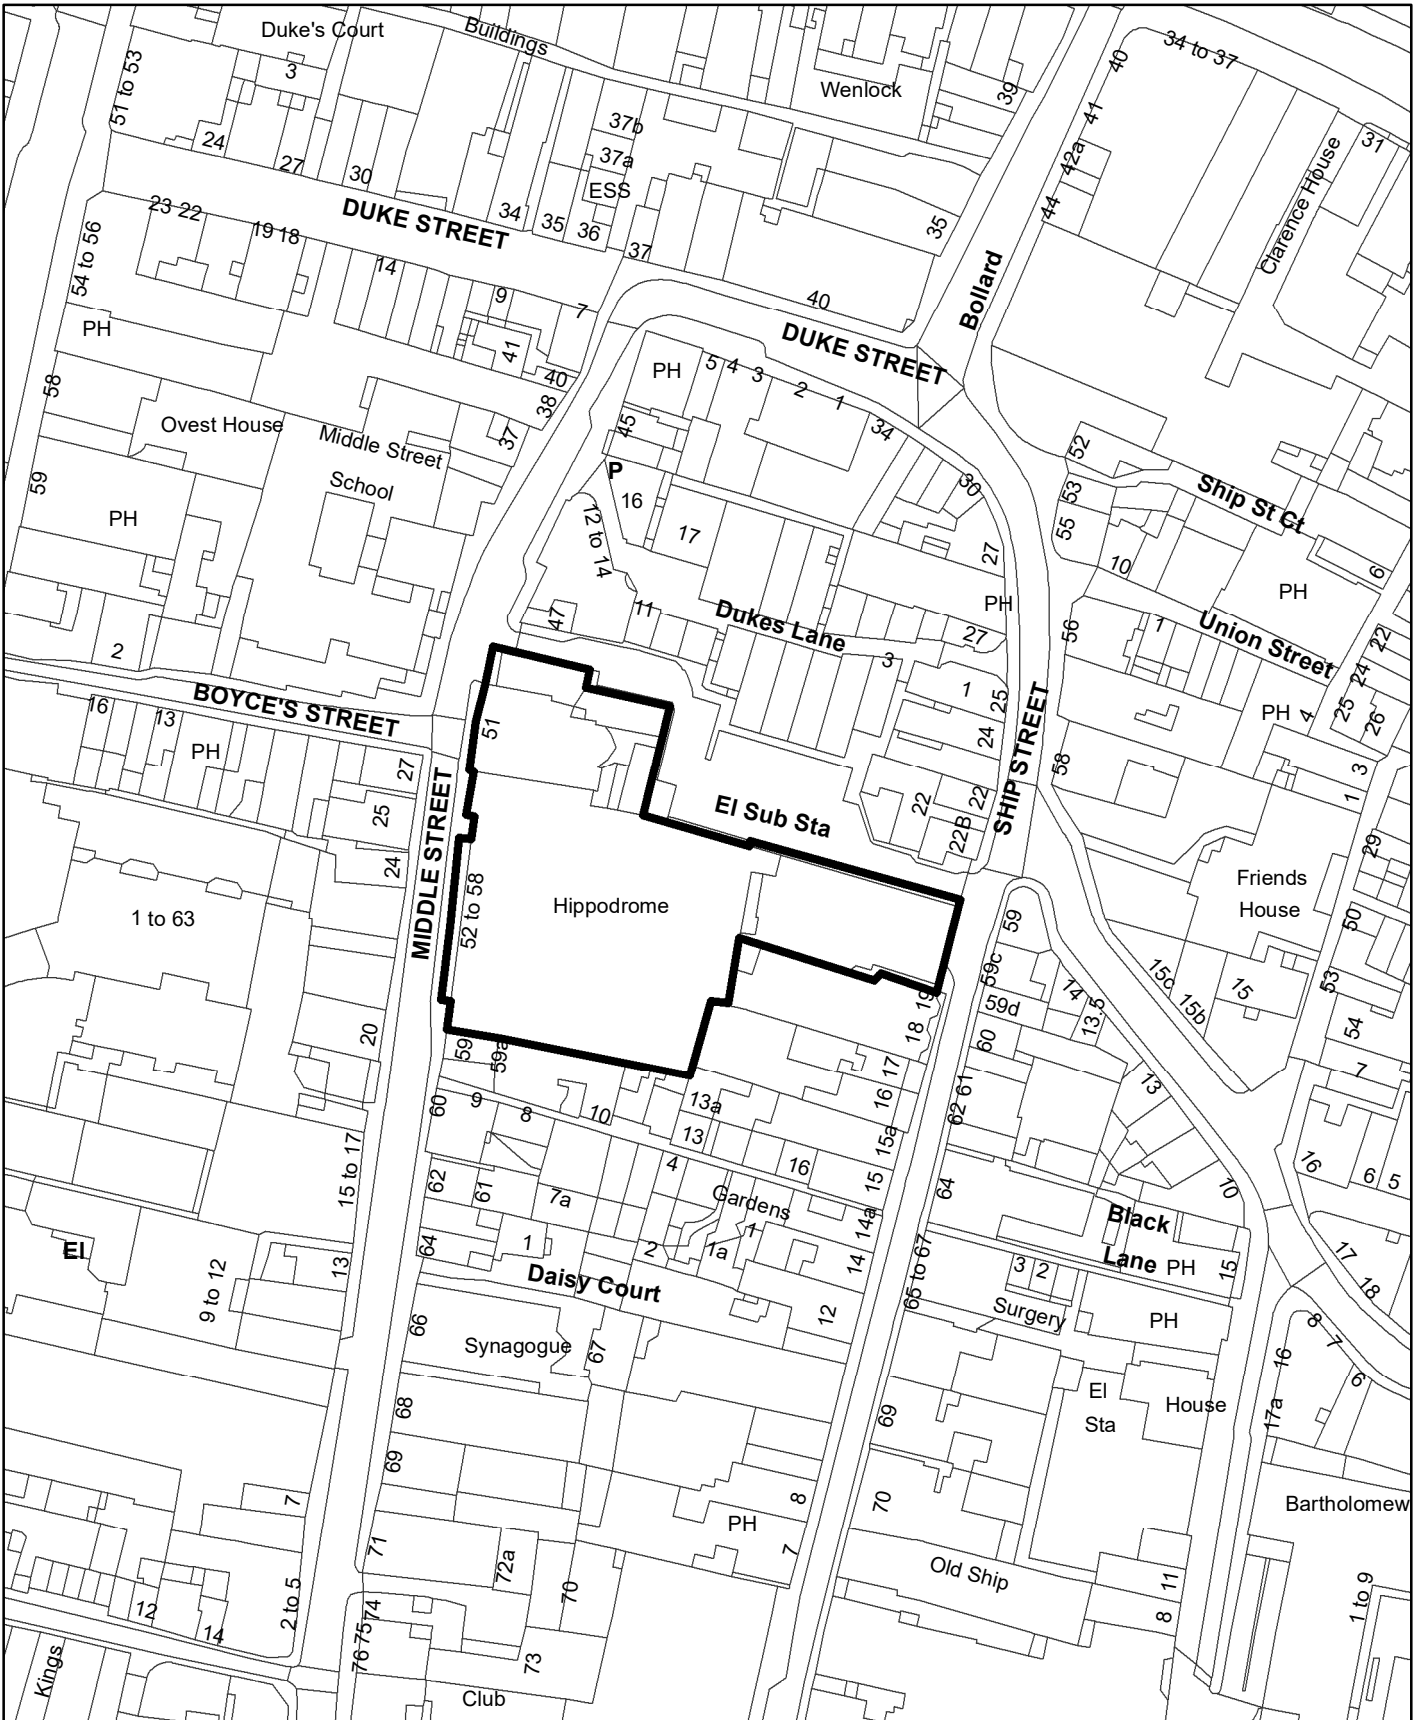 Duke's Court
Buildings
34 to 37
40
51 to 53
3
Wenlock
39
41
37b
31
24
42a
27
37a
30
ESS
Clarence House
23 22
DUKE STREET
34
35
36
44
35
19 18
37
54 to 56
14
Bollard
9
7
40
PH
DUKE STREET
41
PH
5
4
3
2
1
58
40
38
Ovest House
45
34
Middle Street
37
52
P
School
59
16
30
53
Ship St Ct
PH
12 to 14
17
55
27
10
6
PH
PH
47
11
Dukes Lane
27
56
1
Union Street
22
2
3
24
BOYCE'S STREET
1
25
16
13
51
PH
4
25
26
PH
24
27
58
3
MIDDLE STREET
El Sub Sta
22
22
SHIP STREET
1
25
22B
29
24
Friends
House
52 to 58
Hippodrome
1 to 63
59
50
59c
15c
15
53
14
59d
15b
19
13.5
20
18
54
59
59a
60
17
7
13
60
9
8
10
13a
16
62 61
13
15a
15 to 17
62
61
4
16
15
64
16
6
5
10
7a
Gardens
14a
Black
64
1
2
1a
1
14
Lane
PH
15
17
El
13
3
2
18
9 to 12
Daisy Court
65 to 67
12
Surgery
PH
66
8
Synagogue
67
7
16
El
Sta
House
6
68
69
17a
69
7
8
70
Bartholomew
PH
71
72a
7
Old Ship
70
11
12
2 to 5
74
8
1 to 9
14
76 75
73
Kings
Club